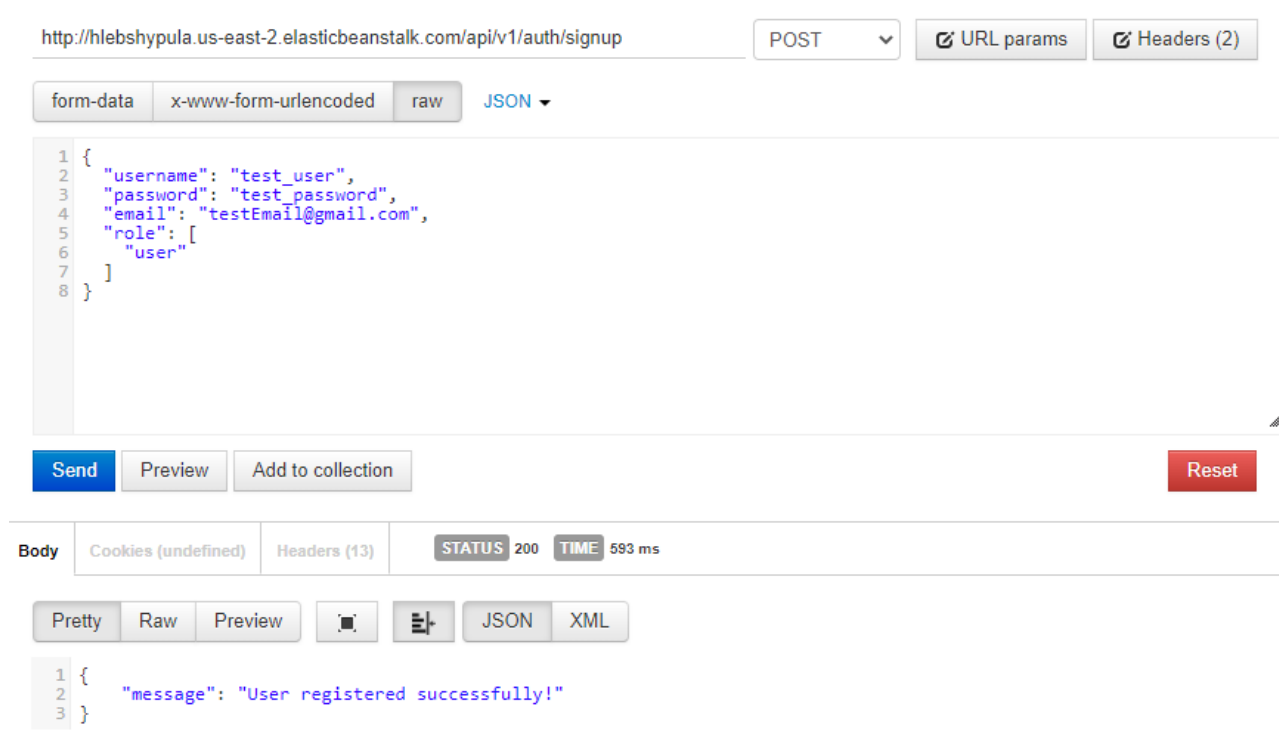 http://hlebshypula.us-east-2.elasticbeanstalk.com/api/v1/auth/signup POST URL params Headers (2)
form-data x-www-form-urlencoded raw JSON
1 {
2 "username": "test_user",
3 "password": "test_password",
4 "email": "testEmail@gmail.com",
5 "role": [
6 "user"
7 ]
8 }
Send Preview Add to collection Reset
Body Cookies (undefined) Headers (13) STATUS 200 TIME 593 ms
Pretty Raw Preview JSON XML
1 {
2 "message": "User registered successfully!"
3 }